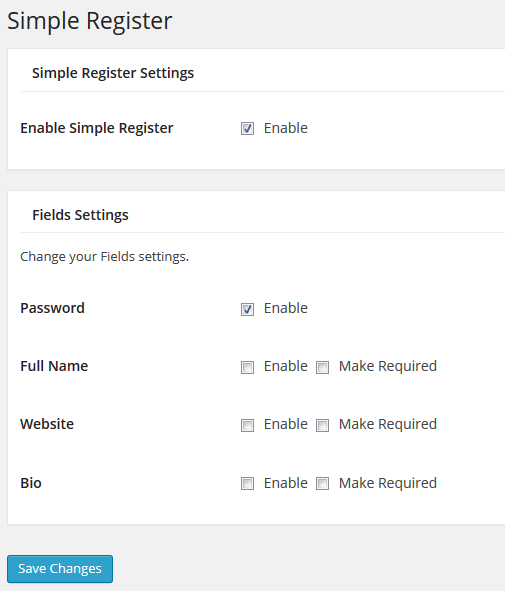 Simple Register
Simple Register Settings
Enable Simple Register Enable
Fields Settings
Change your Fields settings.
Password Enable
Full Name Enable Make Required
Website Enable Make Required
Bio Enable Make Required
Save Changes